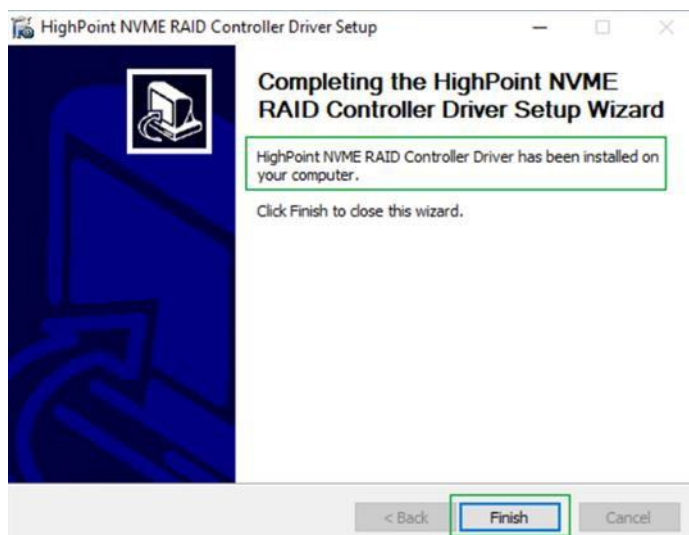 HighPoint NVME RAID Controller Driver Setup
Completing the HighPoint NVME
RAID Controller Driver Setup Wizard
HighPoint NVME RAID Controller Driver has been installed on
your computer.
Click Finish to close this wizard.
< Back
Finish
Cancel